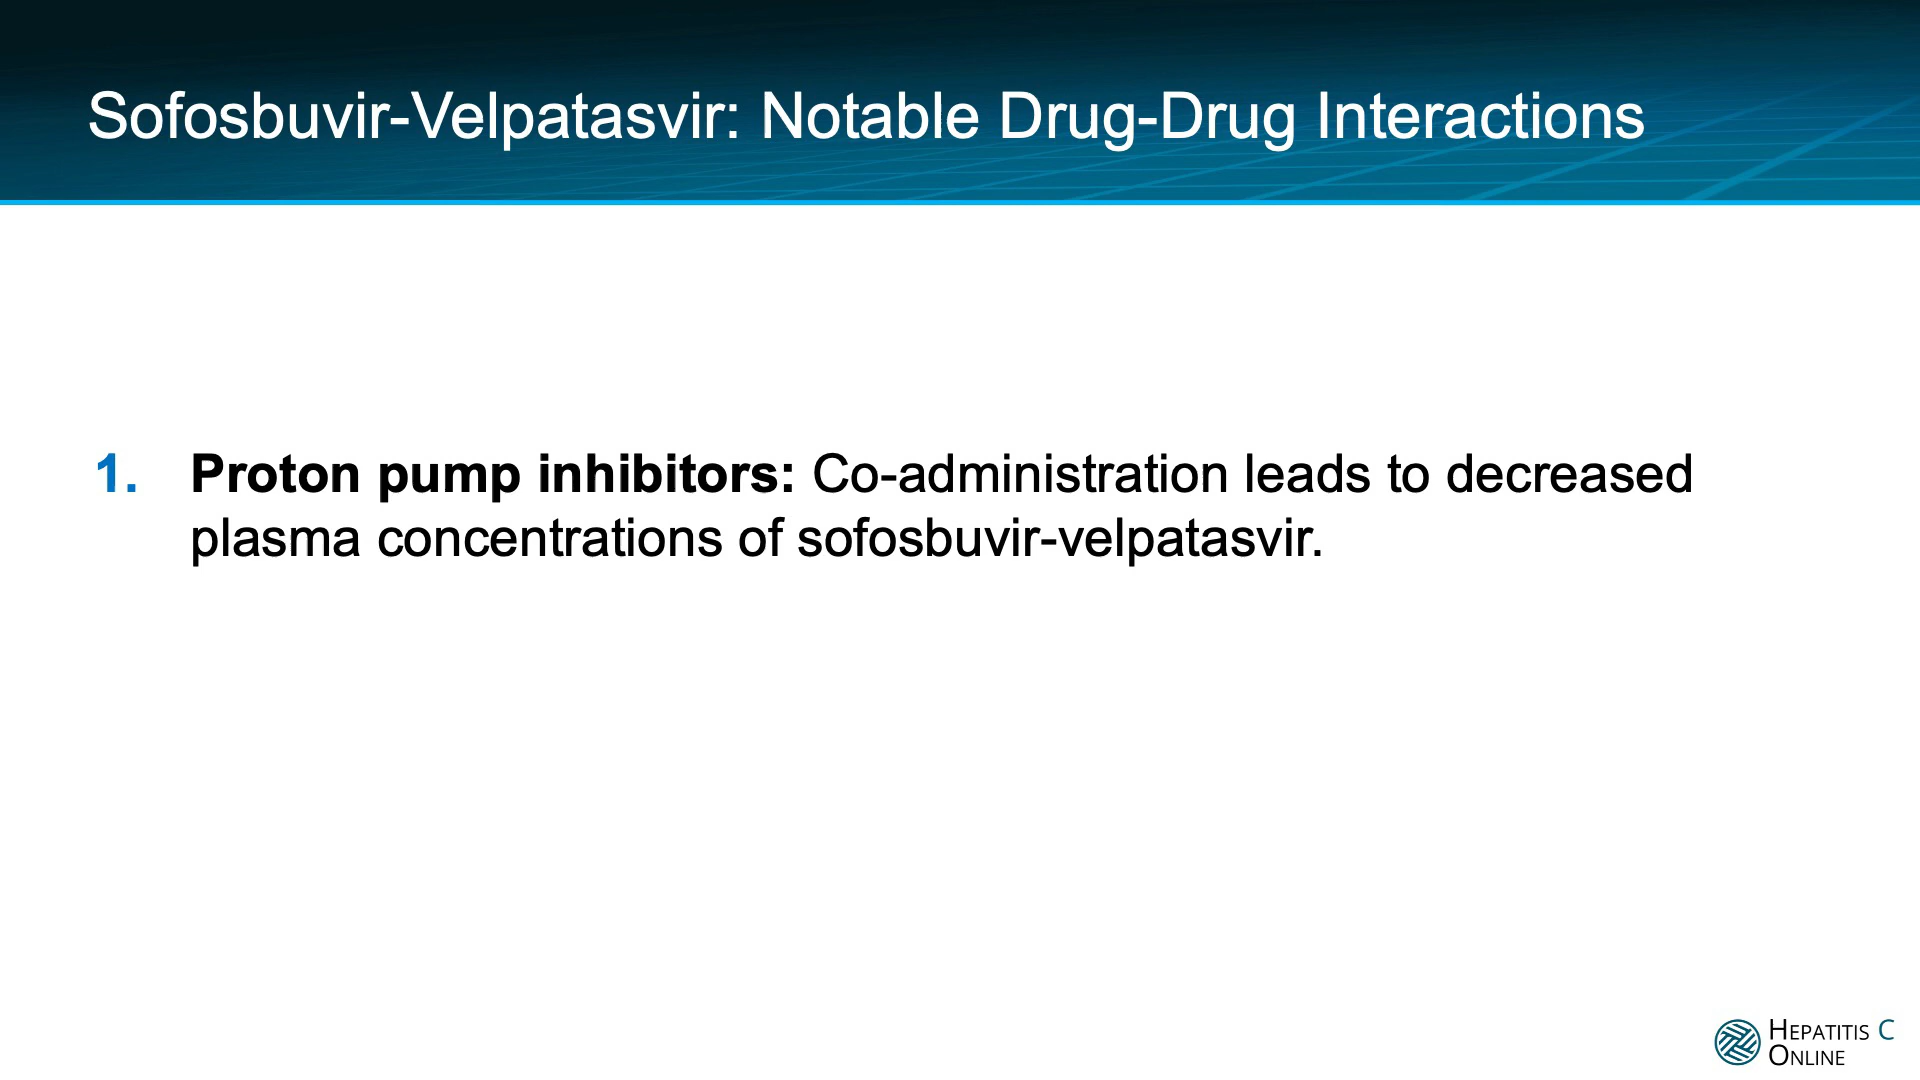 Sofosbuvir-Velpatasvir: Notable Drug-Drug Interactions
1. Proton pump inhibitors: Co-administration leads to decreased
plasma concentrations of sofosbuvir-velpatasvir.
HEPATITIS C
ONLINE